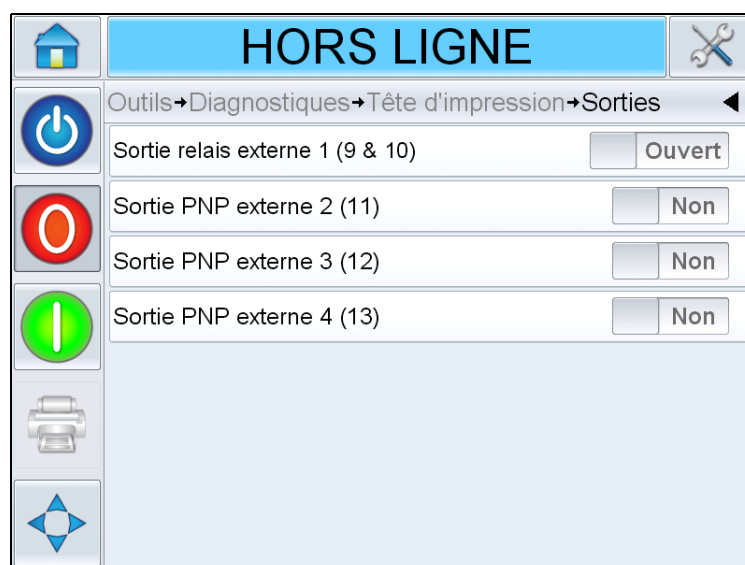 HORS LIGNE
Outils→Diagnostiques→Tête d'impression→Sorties
Sortie relais externe 1 (9 & 10) Ouvert
Sortie PNP externe 2 (11) Non
Sortie PNP externe 3 (12) Non
Sortie PNP externe 4 (13) Non